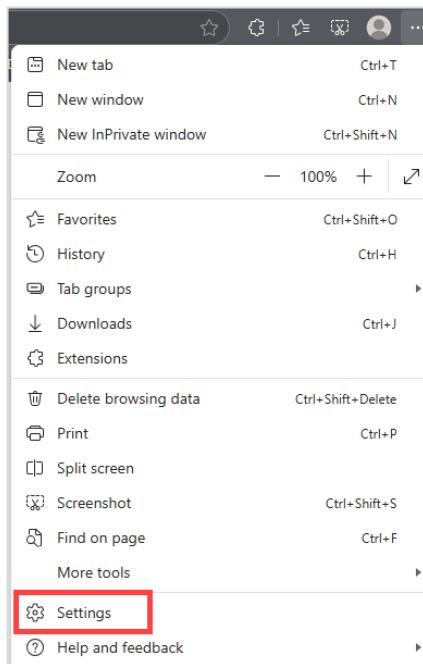 New tab Ctrl+T
New window Ctrl+N
New InPrivate window Ctrl+Shift+N
Zoom — 100% +
Favorites Ctrl+Shift+O
History Ctrl+H
Tab groups
Downloads Ctrl+J
Extensions
Delete browsing data Ctrl+Shift+Delete
Print Ctrl+P
Split screen
Screenshot Ctrl+Shift+S
Find on page Ctrl+F
More tools
Settings
Help and feedback